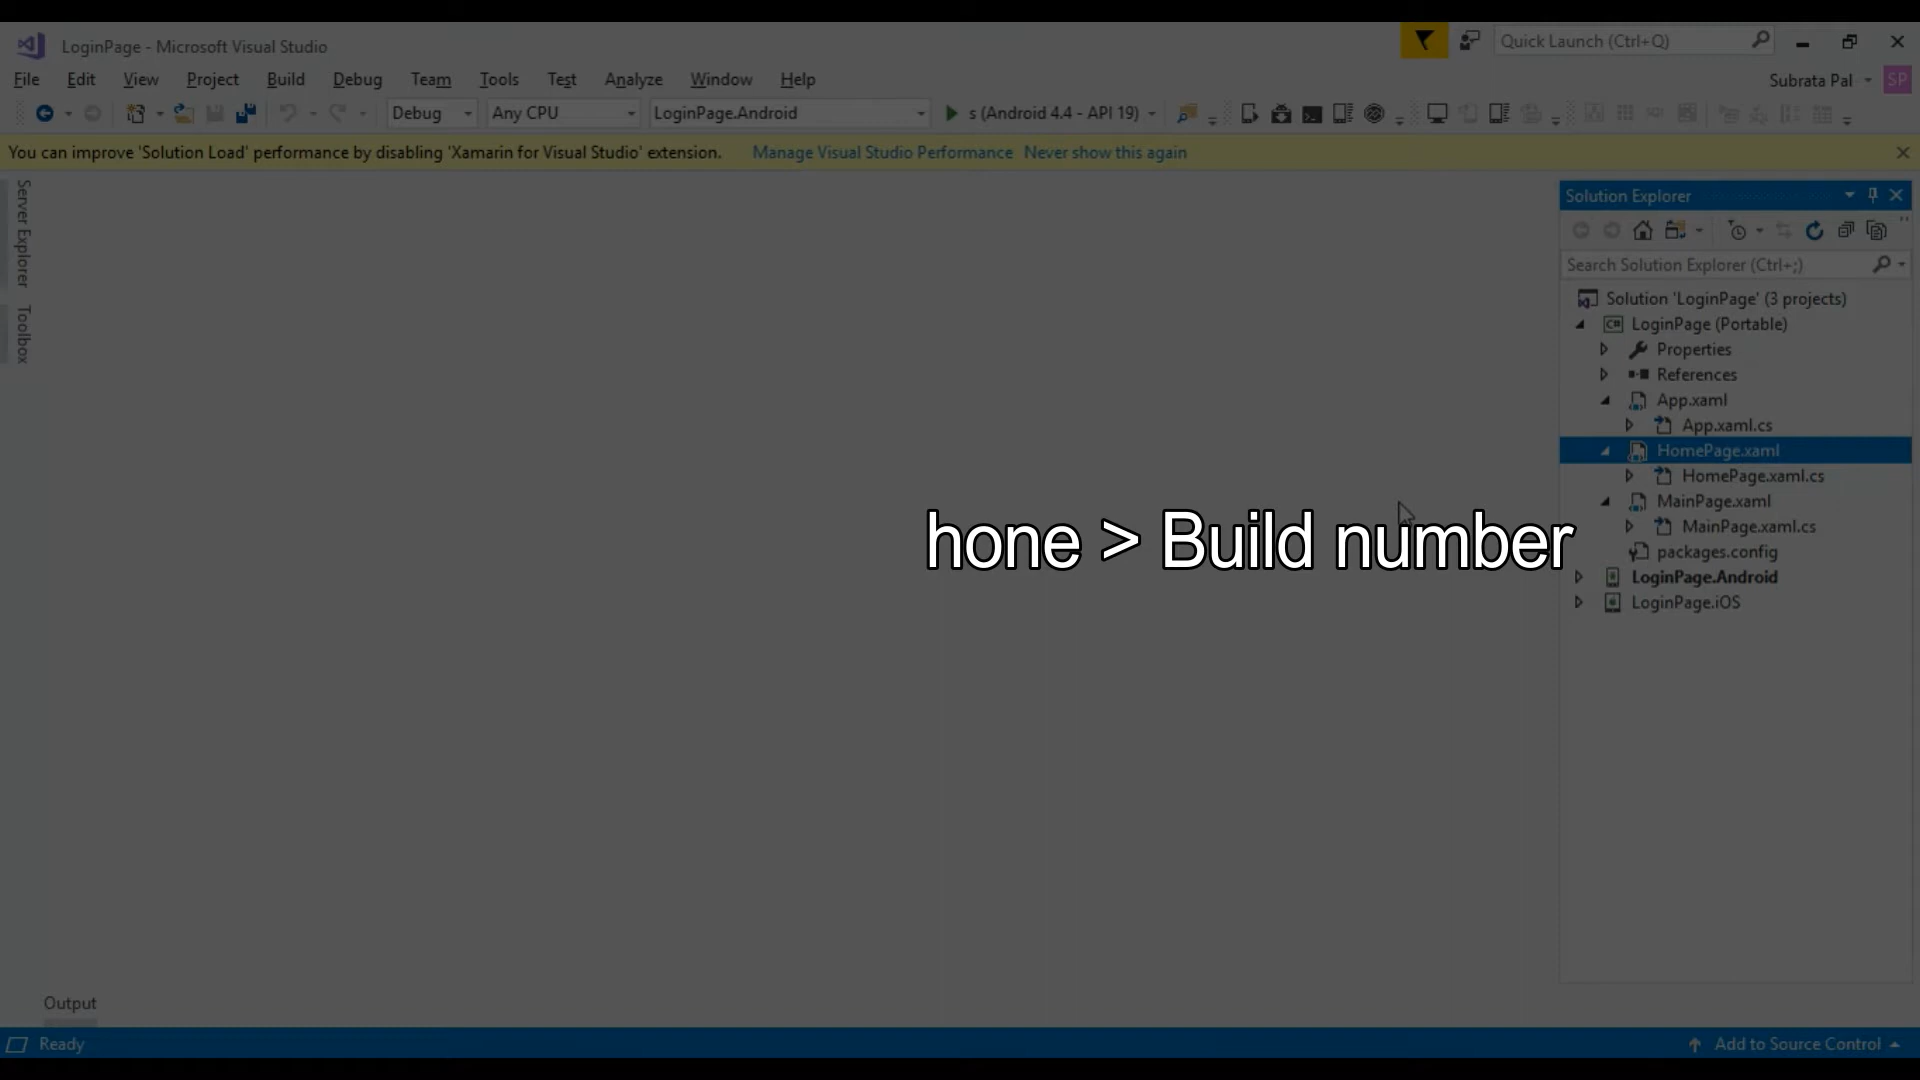 LoginPage - Microsoft Visual Studio
Quick Launch (Ctrl+Q)
File Edit View Project Build Debug Team Tools Test Analyze Window Help
Subrata Pal SP
Debug Any CPU LoginPage.Android s (Android 4.4 - API 19)
You can improve 'Solution Load' performance by disabling 'Xamarin for Visual Studio' extension. Manage Visual Studio Performance Never show this again
Server Explorer
Toolbox
Solution Explorer
Search Solution Explorer (Ctrl+;)
Solution 'LoginPage' (3 projects)
C# LoginPage (Portable)
Properties
References
App.xaml
App.xaml.cs
HomePage.xaml
HomePage.xaml.cs
MainPage.xaml
MainPage.xaml.cs
packages.config
LoginPage.Android
LoginPage.iOS
hone > Build number
Output
Ready
Add to Source Control